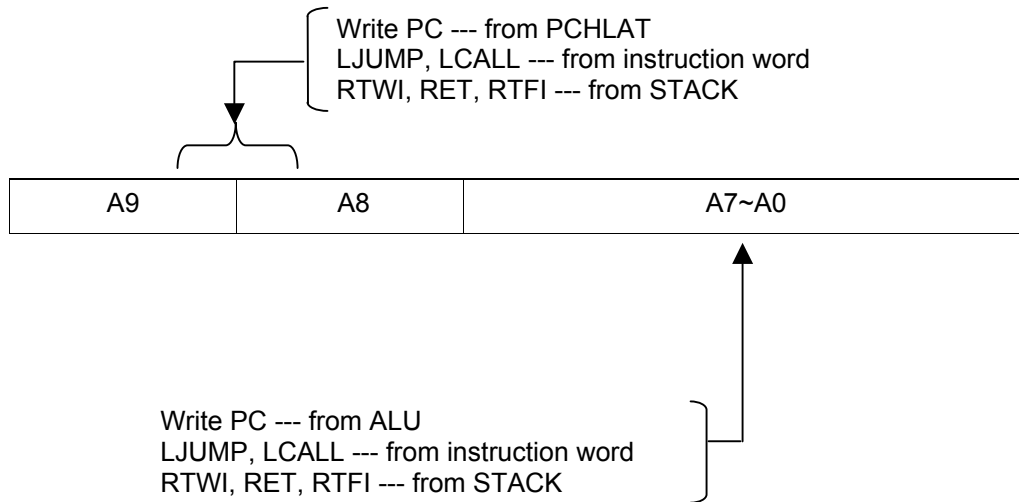 Write PC --- from PCHLAT
LJUMP, LCALL --- from instruction word
RTWI, RET, RTFI --- from STACK
A9 A8 A7~A0
Write PC --- from ALU
LJUMP, LCALL --- from instruction word
RTWI, RET, RTFI --- from STACK